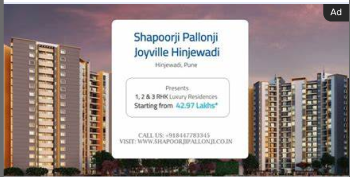 Ad
Shapoorji Pallonji
Joyville Hinjewadi
Hinjewadi, Pune
Presents
1, 2 & 3 BHK Luxury Residences
Starting from 42.97 Lakhs*
CALL US: +918447783345
VISIT: WWW.SHAPOORJIPALLONJI.CO.IN